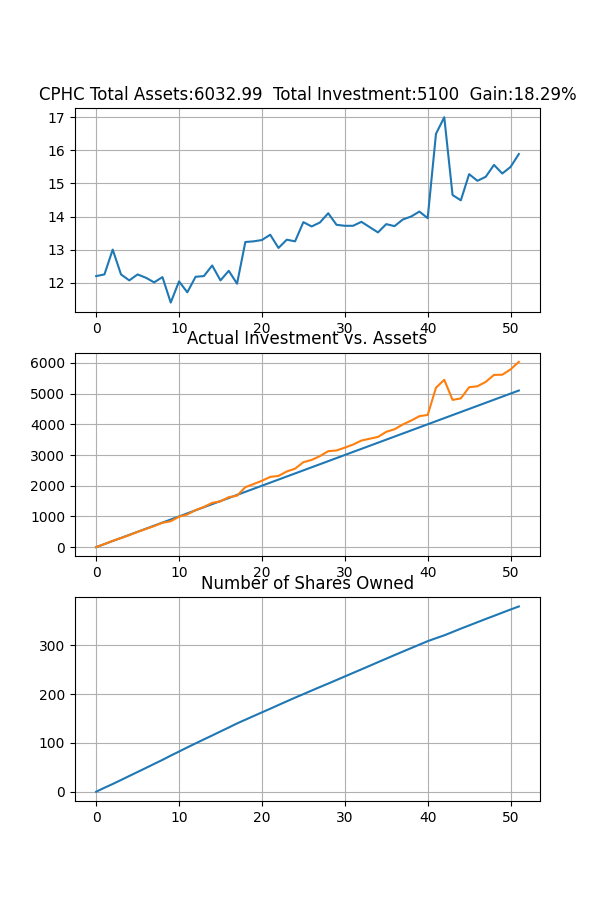 CPHC Total Assets:6032.99  Total Investment:5100  Gain:18.29%
17
16
15
14
13
12
0 10 20 30 40 50
Actual Investment vs. Assets
6000
5000
4000
3000
2000
1000
0
0 10 20 30 40 50
Number of Shares Owned
300
200
100
0
0 10 20 30 40 50